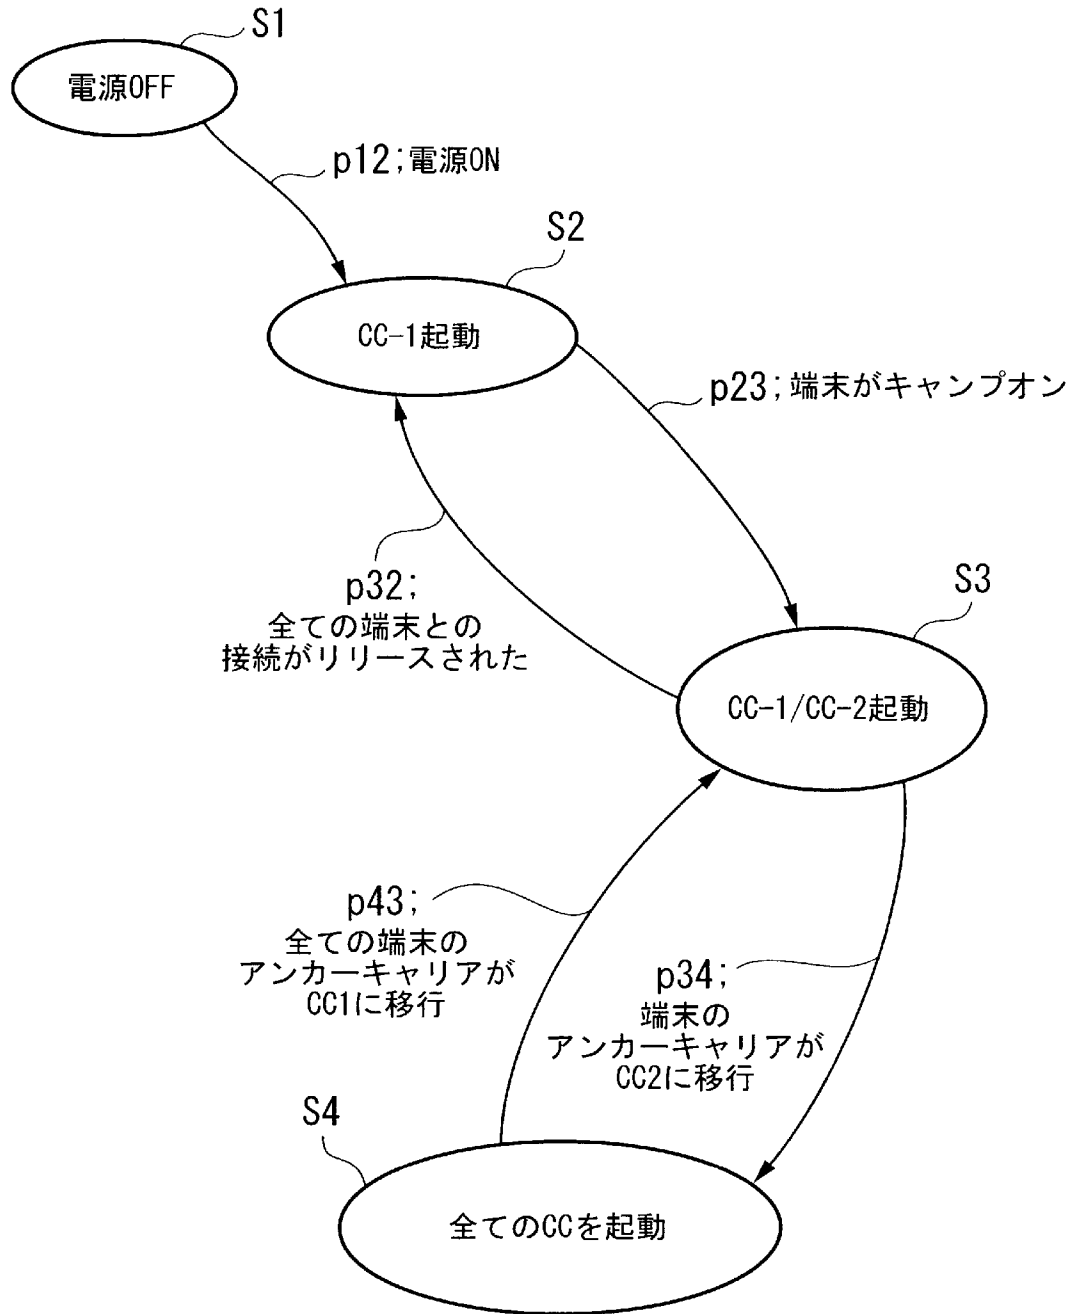 S1
電源OFF
p12;電源ON
S2
CC-1起動
p23;端末がキャンプオン
p32;
全ての端末との
接続がリリースされた
S3
CC-1/CC-2起動
p43;
全ての端末の
アンカーキャリアが
CC1に移行
p34;
端末の
アンカーキャリアが
CC2に移行
S4
全てのCCを起動